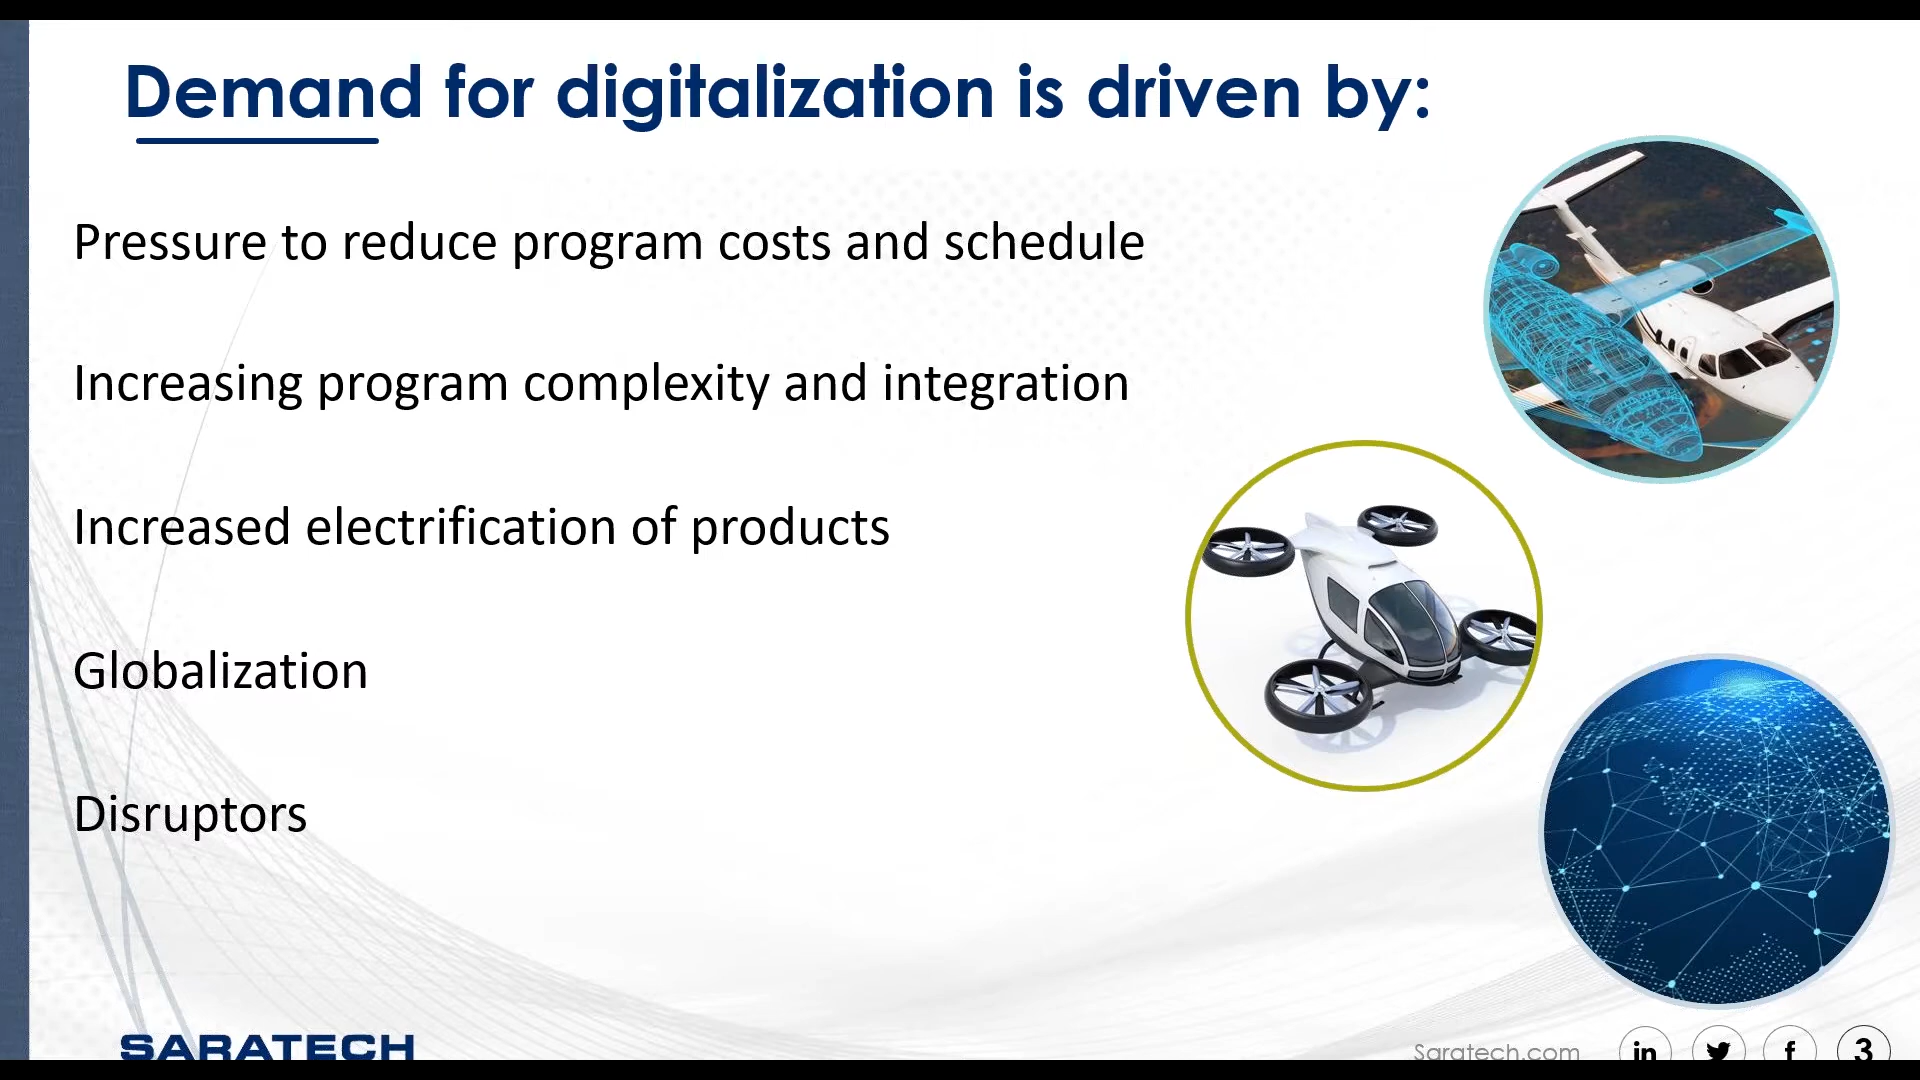 Demand for digitalization is driven by:
Pressure to reduce program costs and schedule
Increasing program complexity and integration
Increased electrification of products
Globalization
Disruptors
SARATECH
Saratech.com in f 3